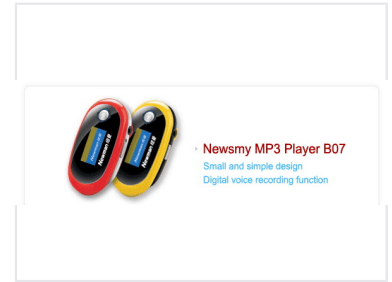 Newsmy MP3 Player B07
Small and simple design
Digital voice recording function